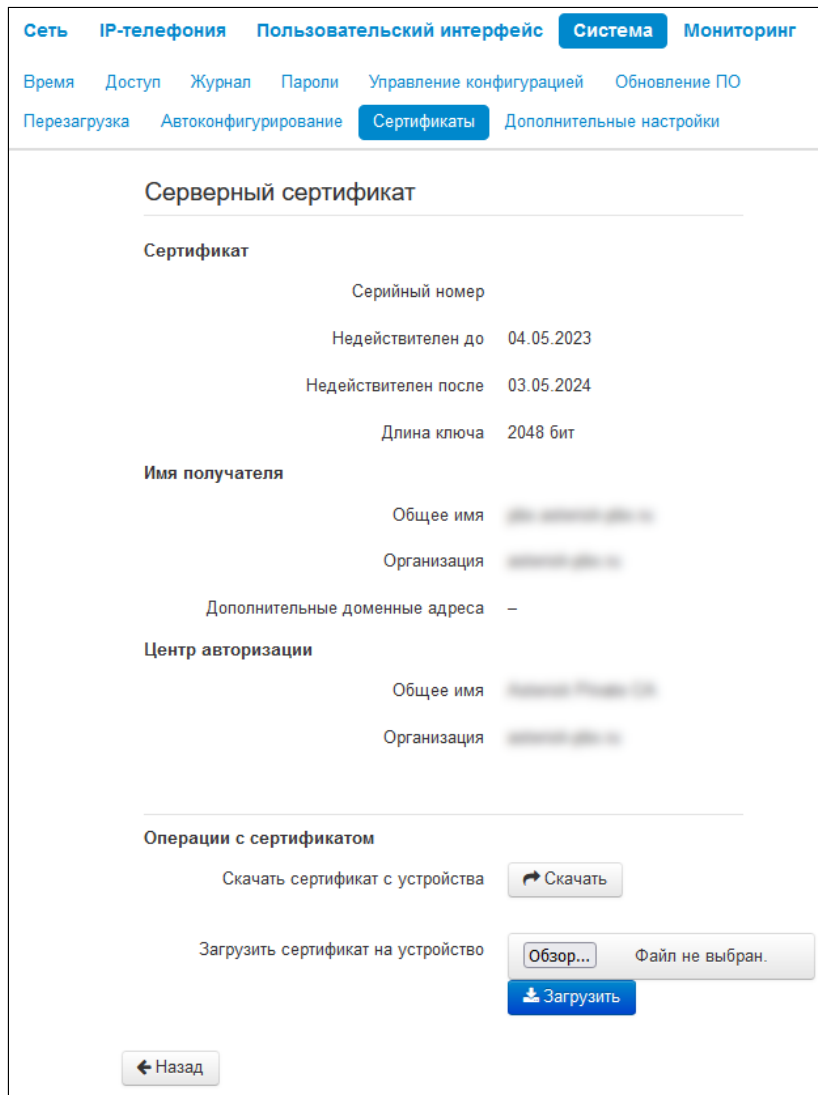 Сеть IP-телефония Пользовательский интерфейс Система Мониторинг
Время Доступ Журнал Пароли Управление конфигурацией Обновление ПО
Перезагрузка Автоконфигурирование Сертификаты Дополнительные настройки
Серверный сертификат
Сертификат
Серийный номер
Недействителен до 04.05.2023
Недействителен после 03.05.2024
Длина ключа 2048 бит
Имя получателя
Общее имя
Организация
Дополнительные доменные адреса –
Центр авторизации
Общее имя
Организация
Операции с сертификатом
Скачать сертификат с устройства Скачать
Загрузить сертификат на устройство Обзор... Файл не выбран.
Загрузить
Назад